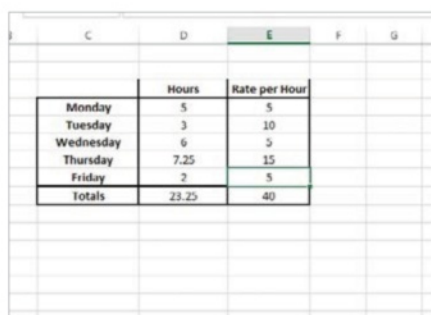 C D E F G
Hours Rate per Hour
Monday 5 5
Tuesday 3 10
Wednesday 6 5
Thursday 7.25 15
Friday 2 5
Totals 23.25 40